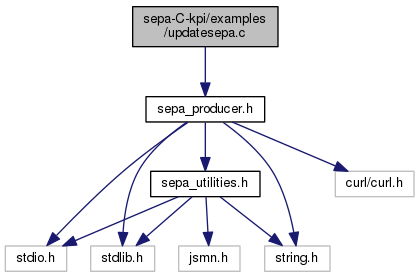 sepa-C-kpi/examples
/updatesepa.c
sepa_producer.h
sepa_utilities.h
curl/curl.h
stdio.h
stdlib.h
jsmn.h
string.h